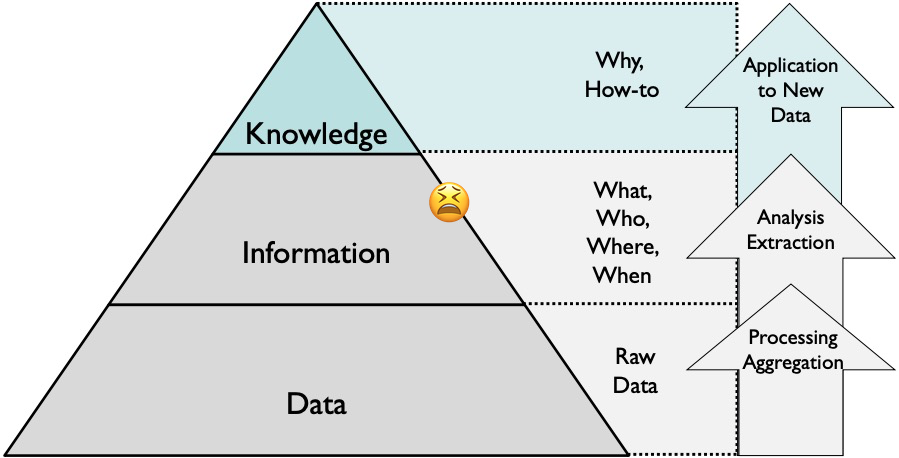 Knowledge
Why,
How-to
Application
to New
Data
Information
What,
Who,
Where,
When
Analysis
Extraction
Data
Raw
Data
Processing
Aggregation